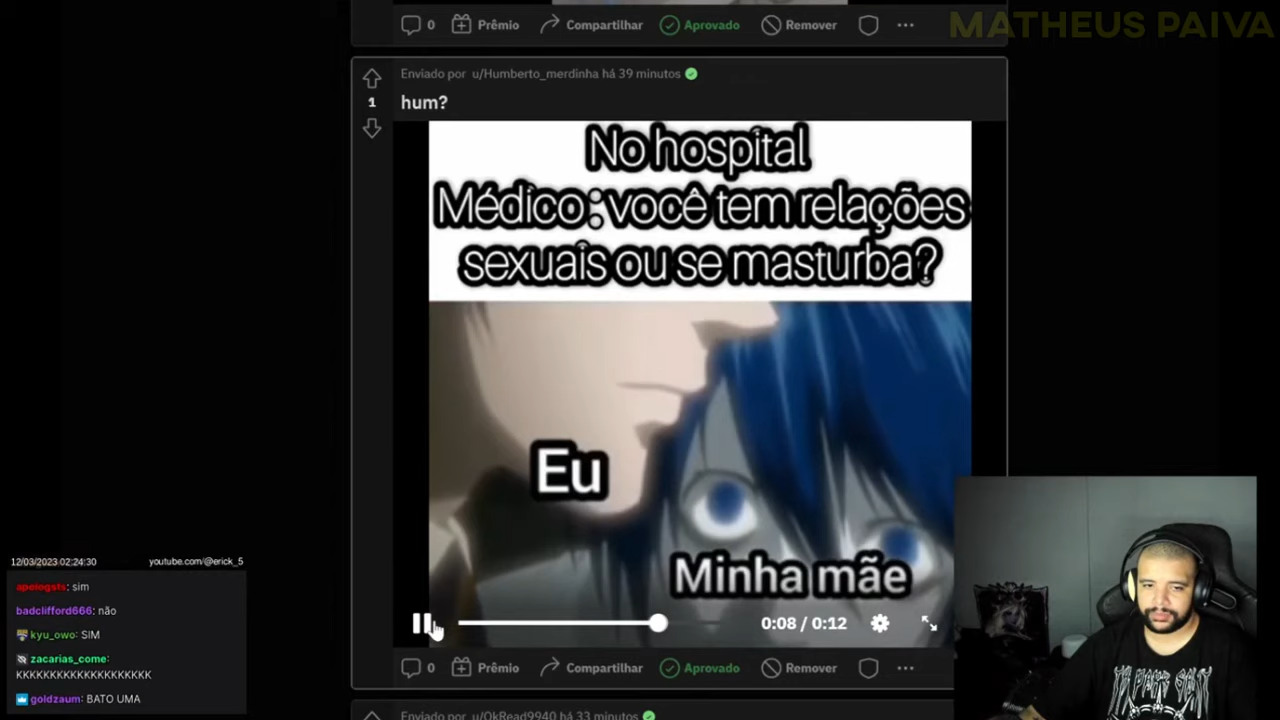 0 Prêmio Compartilhar Aprovado Remover
MATHEUS PAIVA
Enviado por u/Humberto_merdinha há 39 minutos
1
hum?
No hospital
Médico: você tem relações
sexuais ou se masturba?
Eu
Minha mãe
0:08 / 0:12
0 Prêmio Compartilhar Aprovado Remover
Enviado por u/OkRead9940 há 33 minutos
12/03/2023 02:24:30 youtube.com/@erick_5
apologsts: sim
badclifford666: não
kyu_owo: SIM
zacarias_come:
KKKKKKKKKKKKKKKKKKKK
goldzaum: BATO UMA